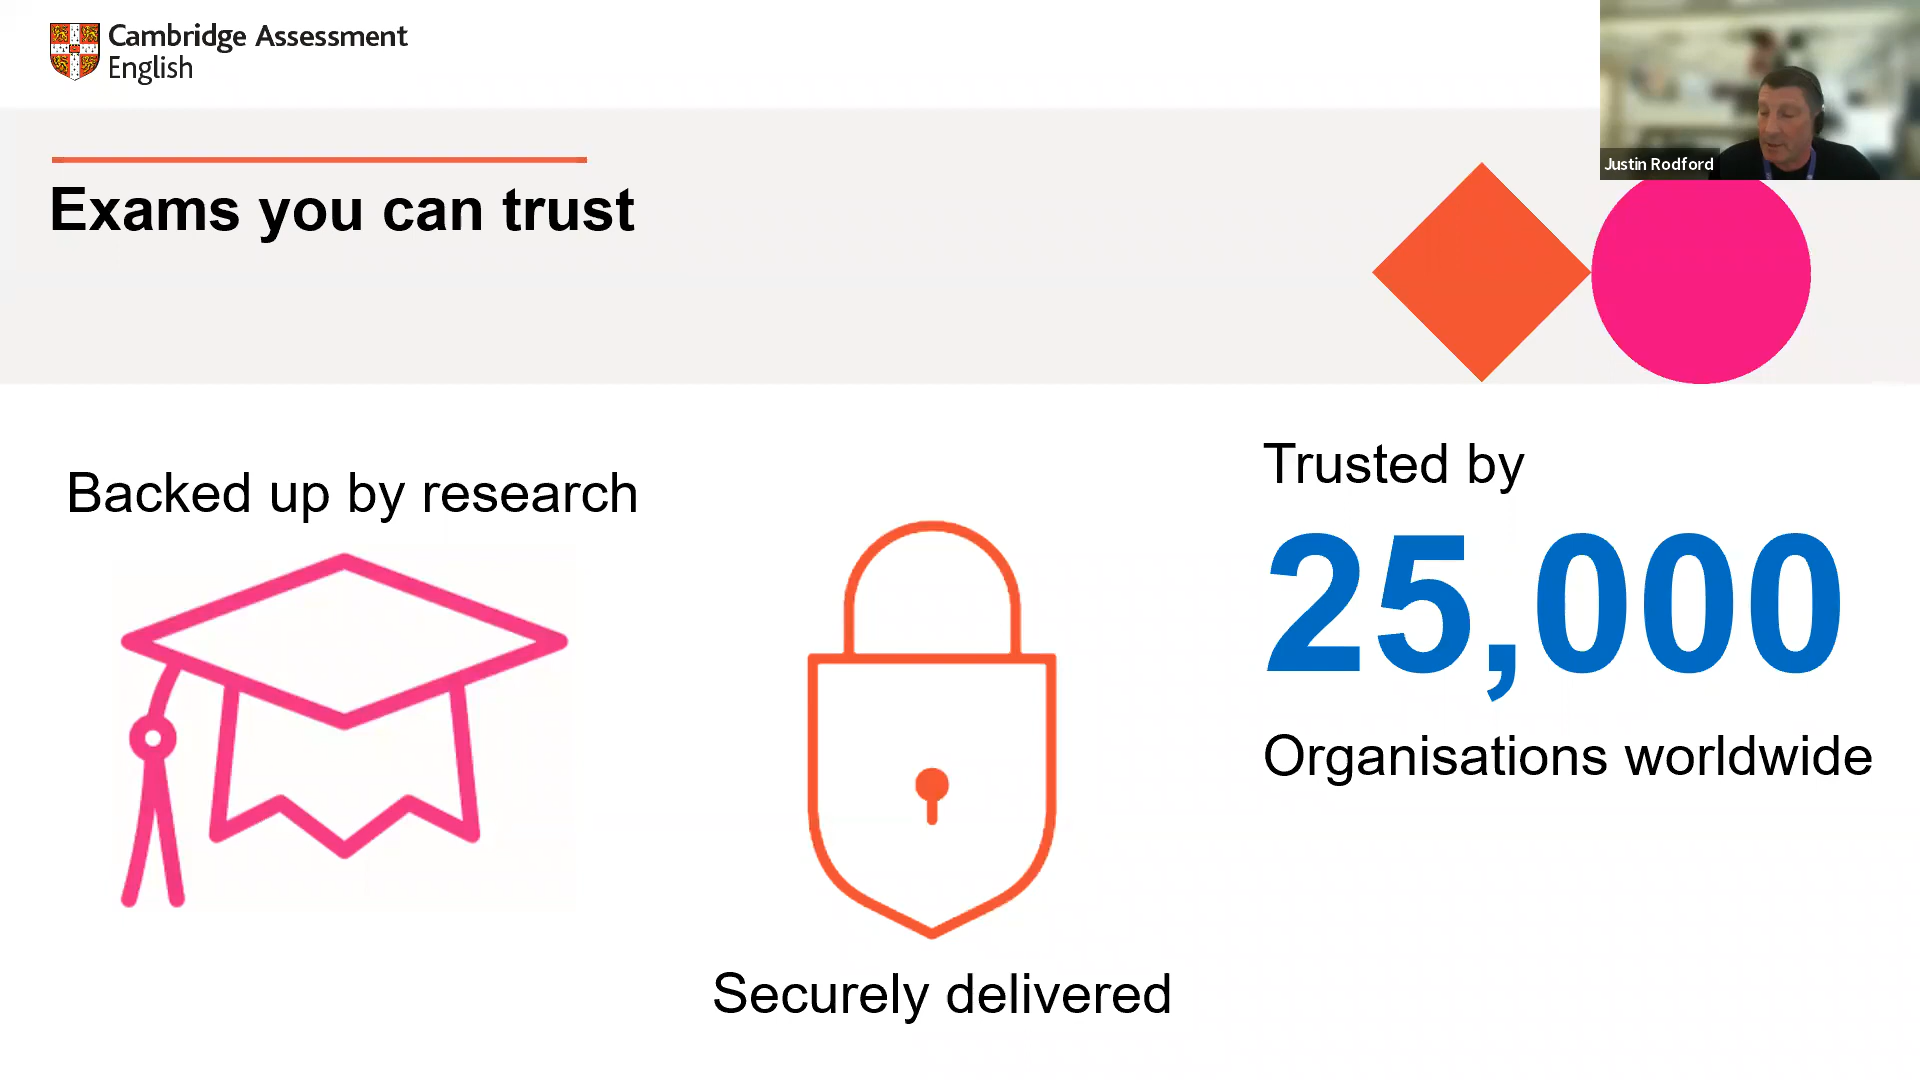 Cambridge Assessment
English
Justin Rodford
Exams you can trust
Backed up by research
Securely delivered
Trusted by
25,000
Organisations worldwide